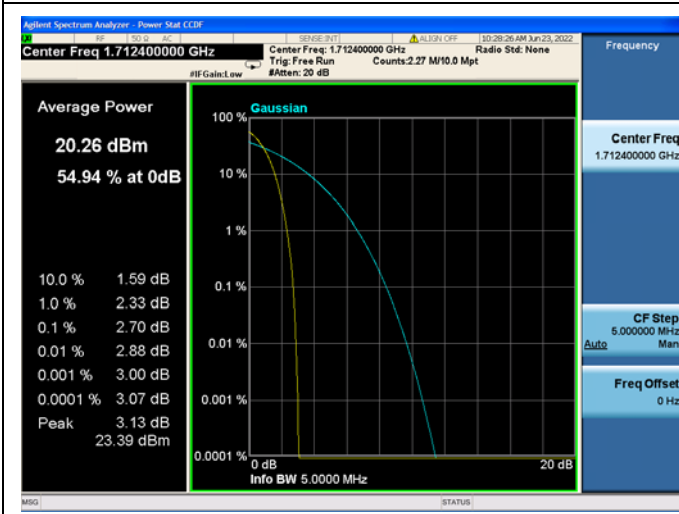 Agilent Spectrum Analyzer - Power Stat CCDF
RF 50 Ω AC SENSE:INT ALIGN OFF 10:28:26 AM Jun 23, 2022
Center Freq 1.712400000 GHz
Center Freq: 1.712400000 GHz Radio Std: None
Trig: Free Run Counts:2.27 M/10.0 Mpt
#IFGain:Low #Atten: 20 dB
Frequency
Average Power
20.26 dBm
54.94 % at 0dB
10.0 % 1.59 dB
1.0 % 2.33 dB
0.1 % 2.70 dB
0.01 % 2.88 dB
0.001 % 3.00 dB
0.0001 % 3.07 dB
Peak 3.13 dB
23.39 dBm
Gaussian
100 %
10 %
1 %
0.1 %
0.01 %
0.001 %
0.0001 %
0 dB 20 dB
Info BW 5.0000 MHz
Center Freq
1.712400000 GHz
CF Step
5.000000 MHz
Auto Man
Freq Offset
0 Hz
MSG STATUS